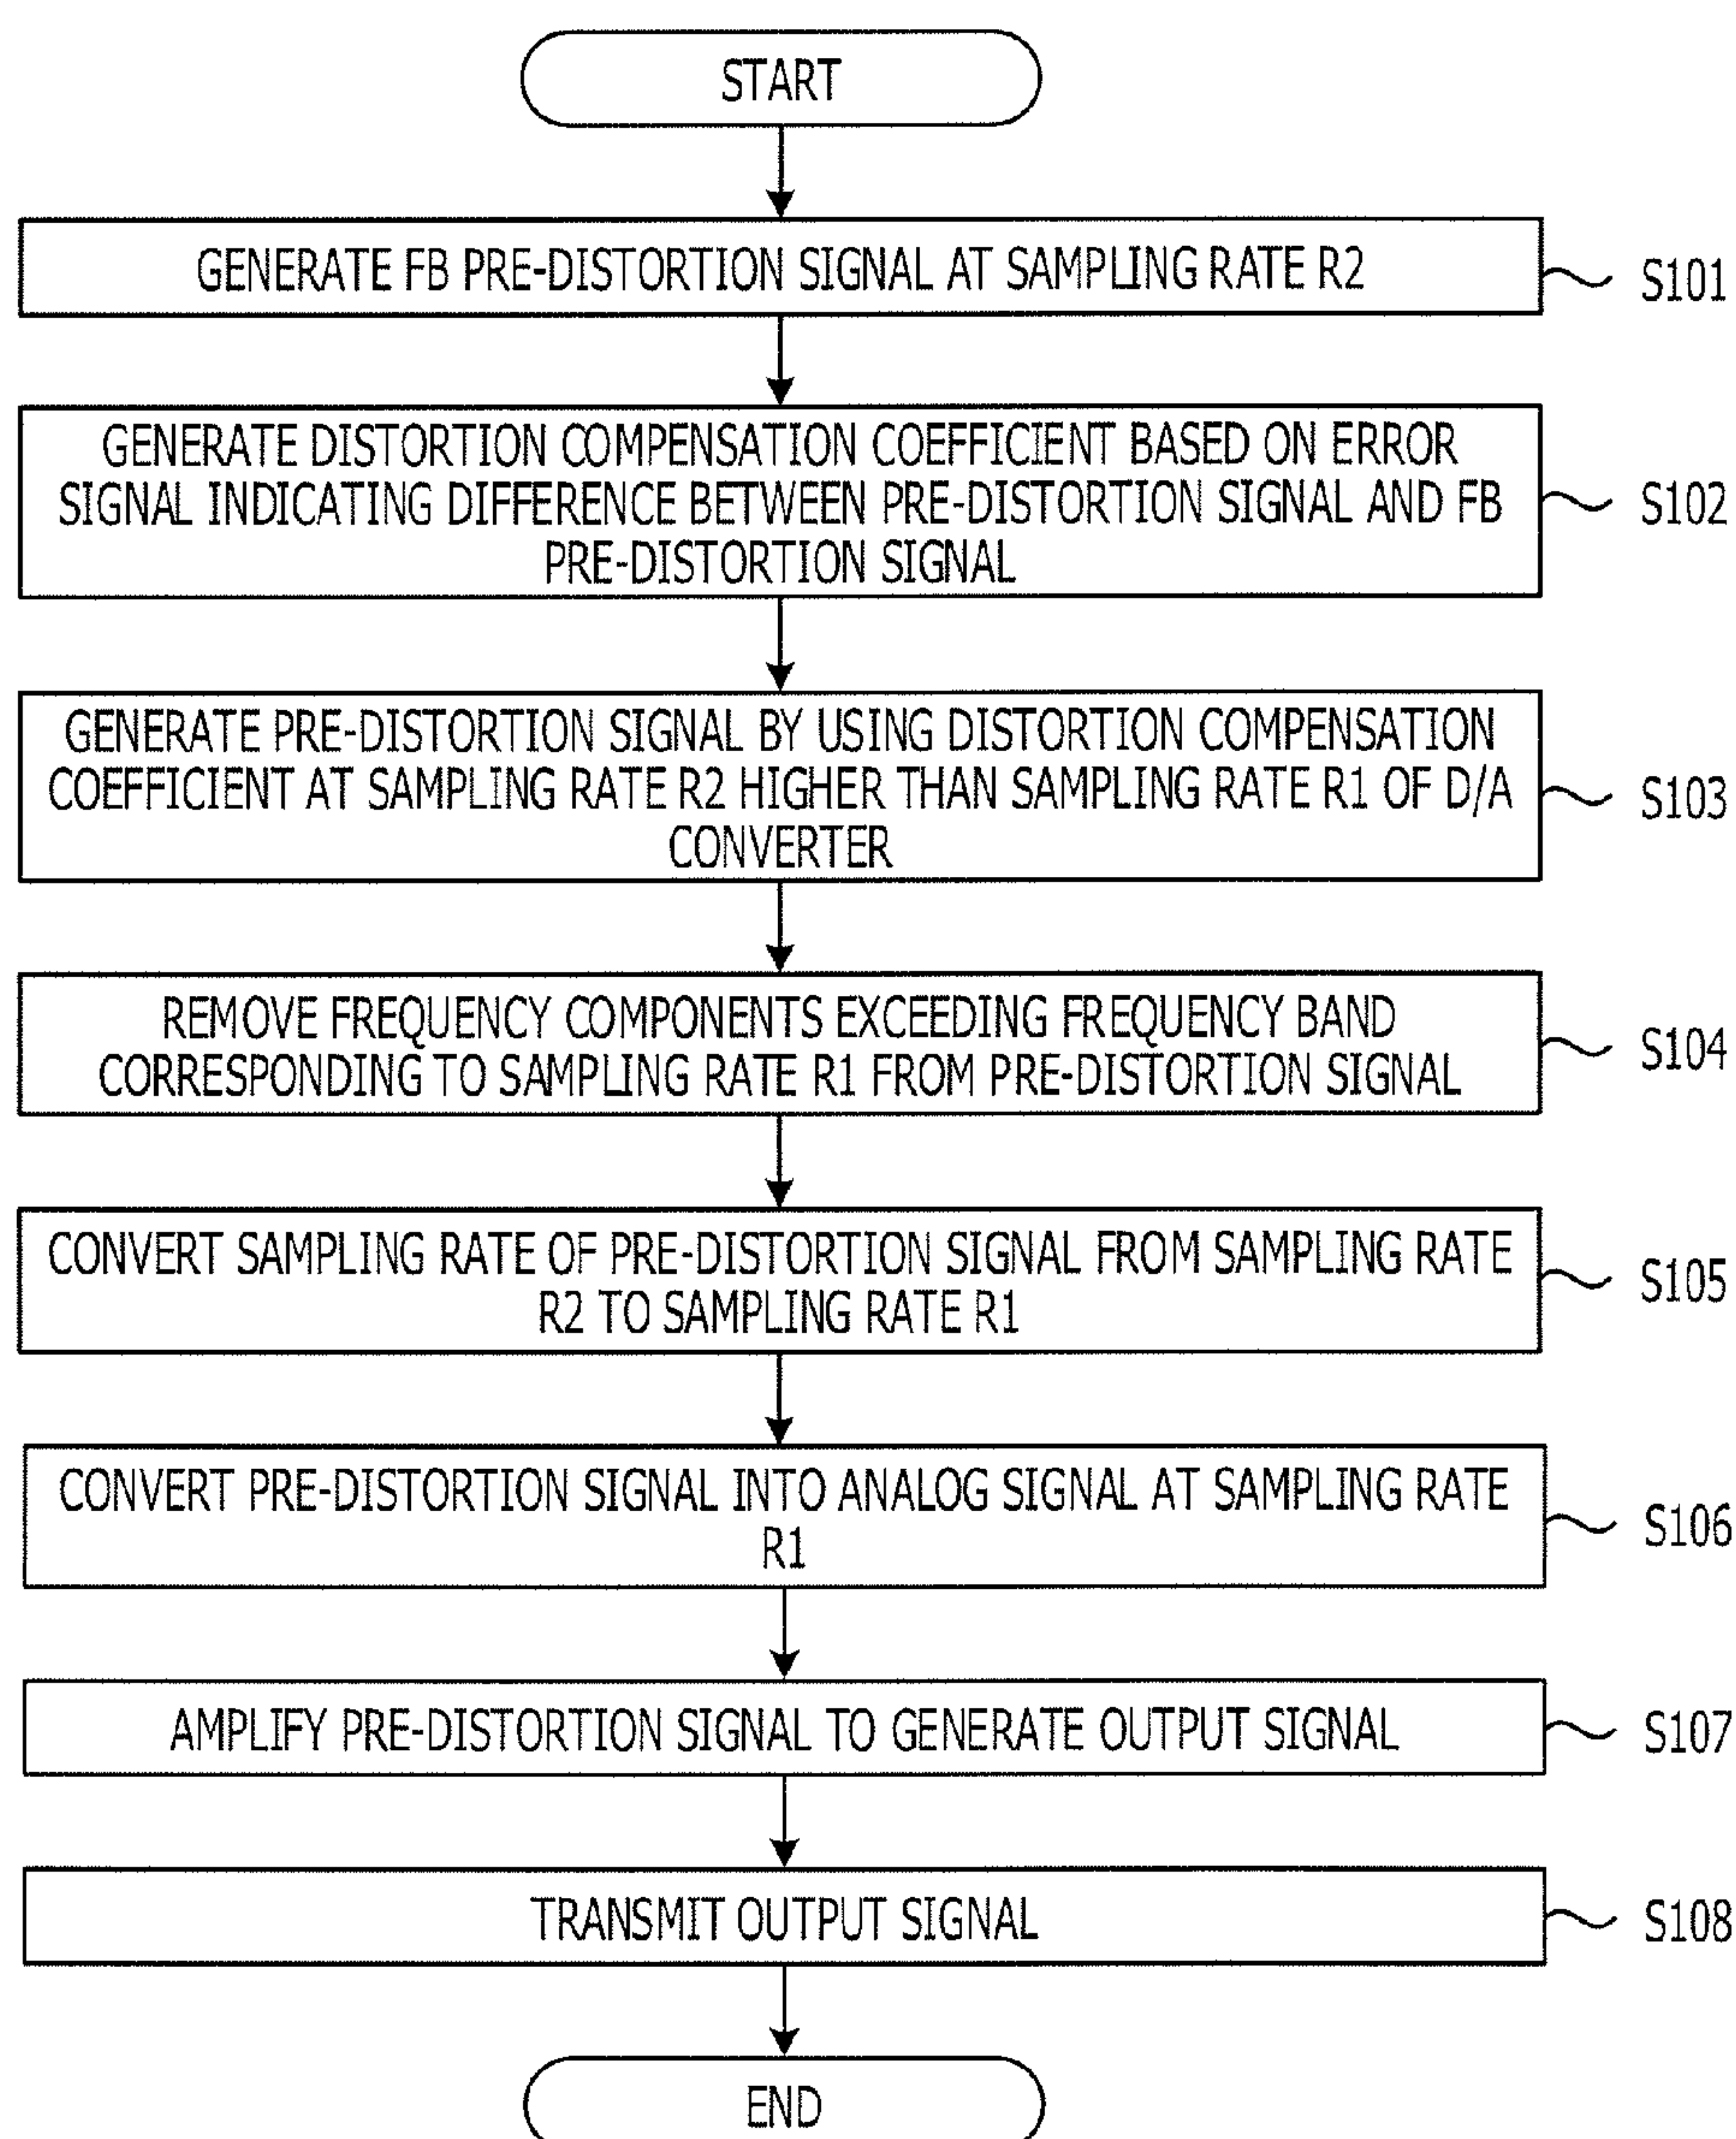 START
GENERATE FB PRE-DISTORTION SIGNAL AT SAMPLING RATE R2
S101
GENERATE DISTORTION COMPENSATION COEFFICIENT BASED ON ERROR
SIGNAL INDICATING DIFFERENCE BETWEEN PRE-DISTORTION SIGNAL AND FB
PRE-DISTORTION SIGNAL
S102
GENERATE PRE-DISTORTION SIGNAL BY USING DISTORTION COMPENSATION
COEFFICIENT AT SAMPLING RATE R2 HIGHER THAN SAMPLING RATE R1 OF D/A
CONVERTER
S103
REMOVE FREQUENCY COMPONENTS EXCEEDING FREQUENCY BAND
CORRESPONDING TO SAMPLING RATE R1 FROM PRE-DISTORTION SIGNAL
S104
CONVERT SAMPLING RATE OF PRE-DISTORTION SIGNAL FROM SAMPLING RATE
R2 TO SAMPLING RATE R1
S105
CONVERT PRE-DISTORTION SIGNAL INTO ANALOG SIGNAL AT SAMPLING RATE
R1
S106
AMPLIFY PRE-DISTORTION SIGNAL TO GENERATE OUTPUT SIGNAL
S107
TRANSMIT OUTPUT SIGNAL
S108
END